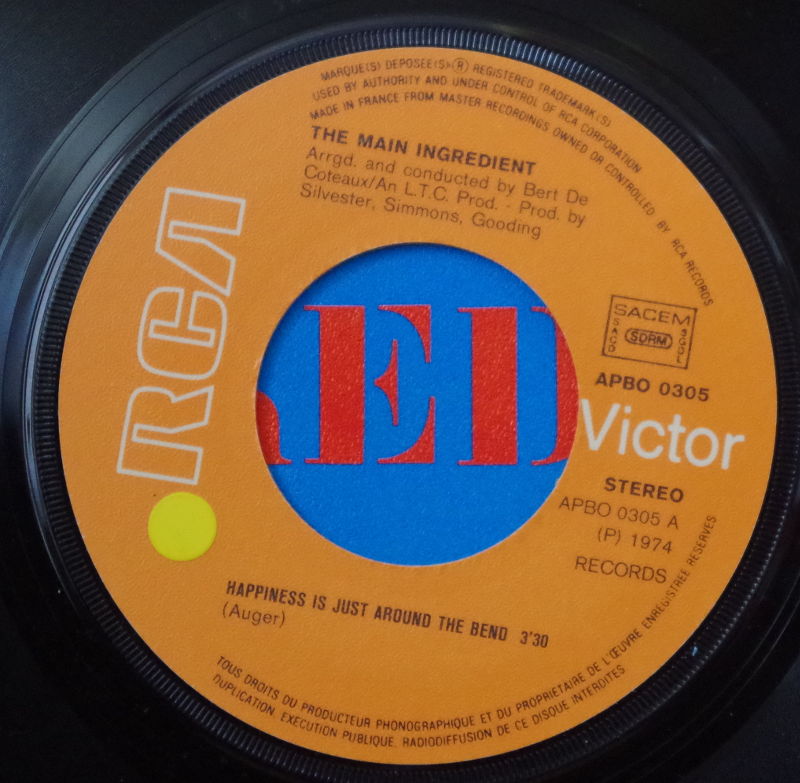 MARQUE(S) DEPOSEE(S) ® REGISTERED TRADEMARK(S)
USED BY AUTHORITY AND UNDER CONTROL OF RCA CORPORATION
MADE IN FRANCE FROM MASTER RECORDINGS OWNED OR CONTROLLED BY RCA RECORDS
THE MAIN INGREDIENT
Arrgd. and conducted by Bert De
Coteaux/An L.T.C. Prod. - Prod. by
Silvester, Simmons, Gooding
RCA
SACEM
SACD
SDRM
SGDL
ED
APBO 0305
Victor
STEREO
APBO 0305 A
(P) 1974
RECORDS
HAPPINESS IS JUST AROUND THE BEND 3'30
(Auger)
TOUS DROITS DU PRODUCTEUR PHONOGRAPHIQUE ET DU PROPRIETAIRE DE L'ŒUVRE ENREGISTREE RESERVES
DUPLICATION, EXECUTION PUBLIQUE, RADIODIFFUSION DE CE DISQUE INTERDITES